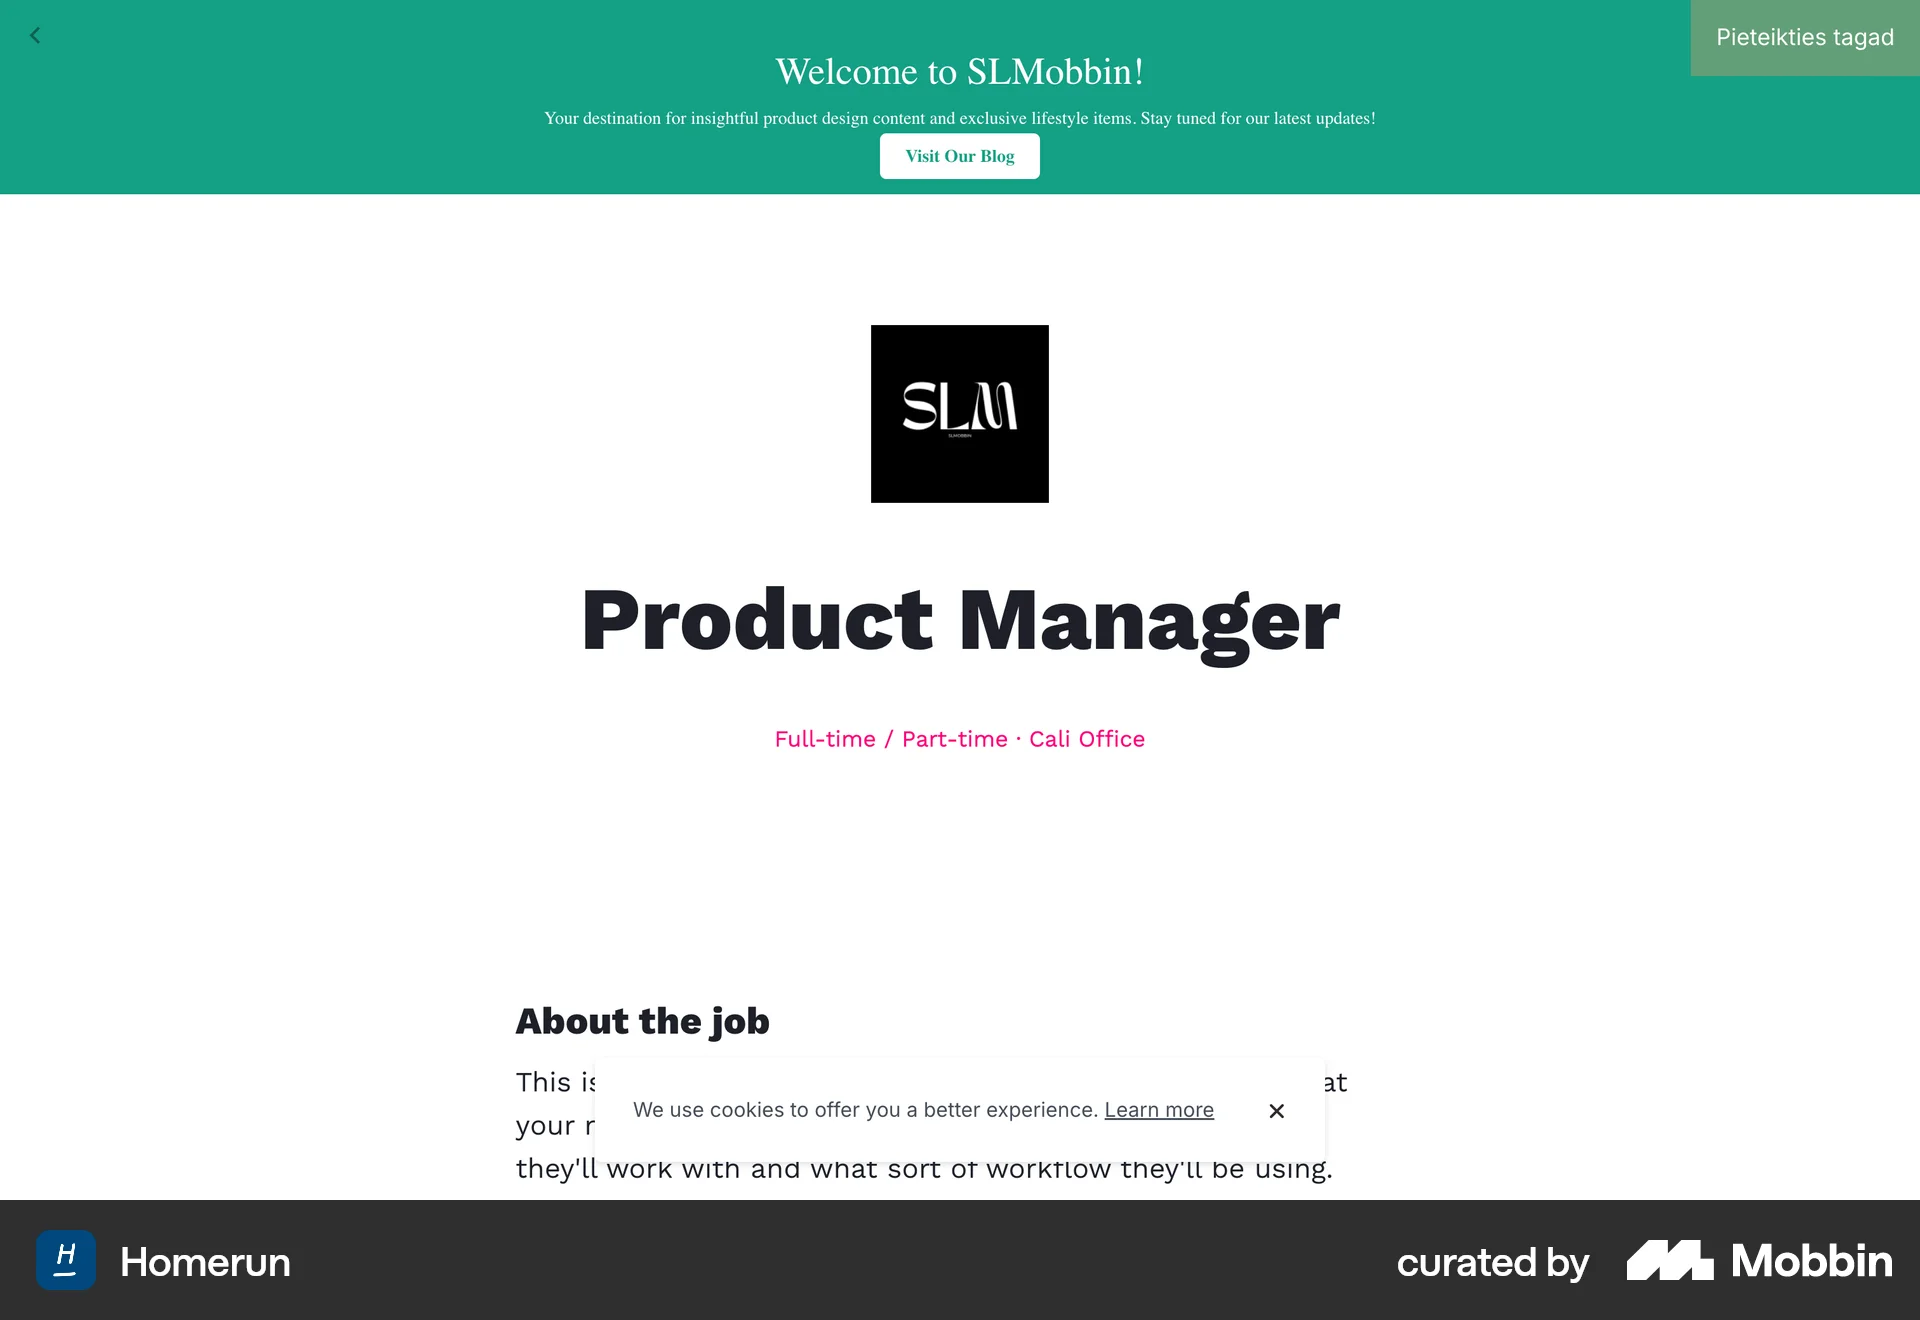 Pieteikties tagad
Welcome to SLMobbin!
Your destination for insightful product design content and exclusive lifestyle items. Stay tuned for our latest updates!
Visit Our Blog
SLM
SLMOBBIN
Product Manager
Full-time / Part-time · Cali Office
About the job
This is at
your
they'll work with and what sort of workflow they'll be using.
We use cookies to offer you a better experience. Learn more
H Homerun
curated by Mobbin